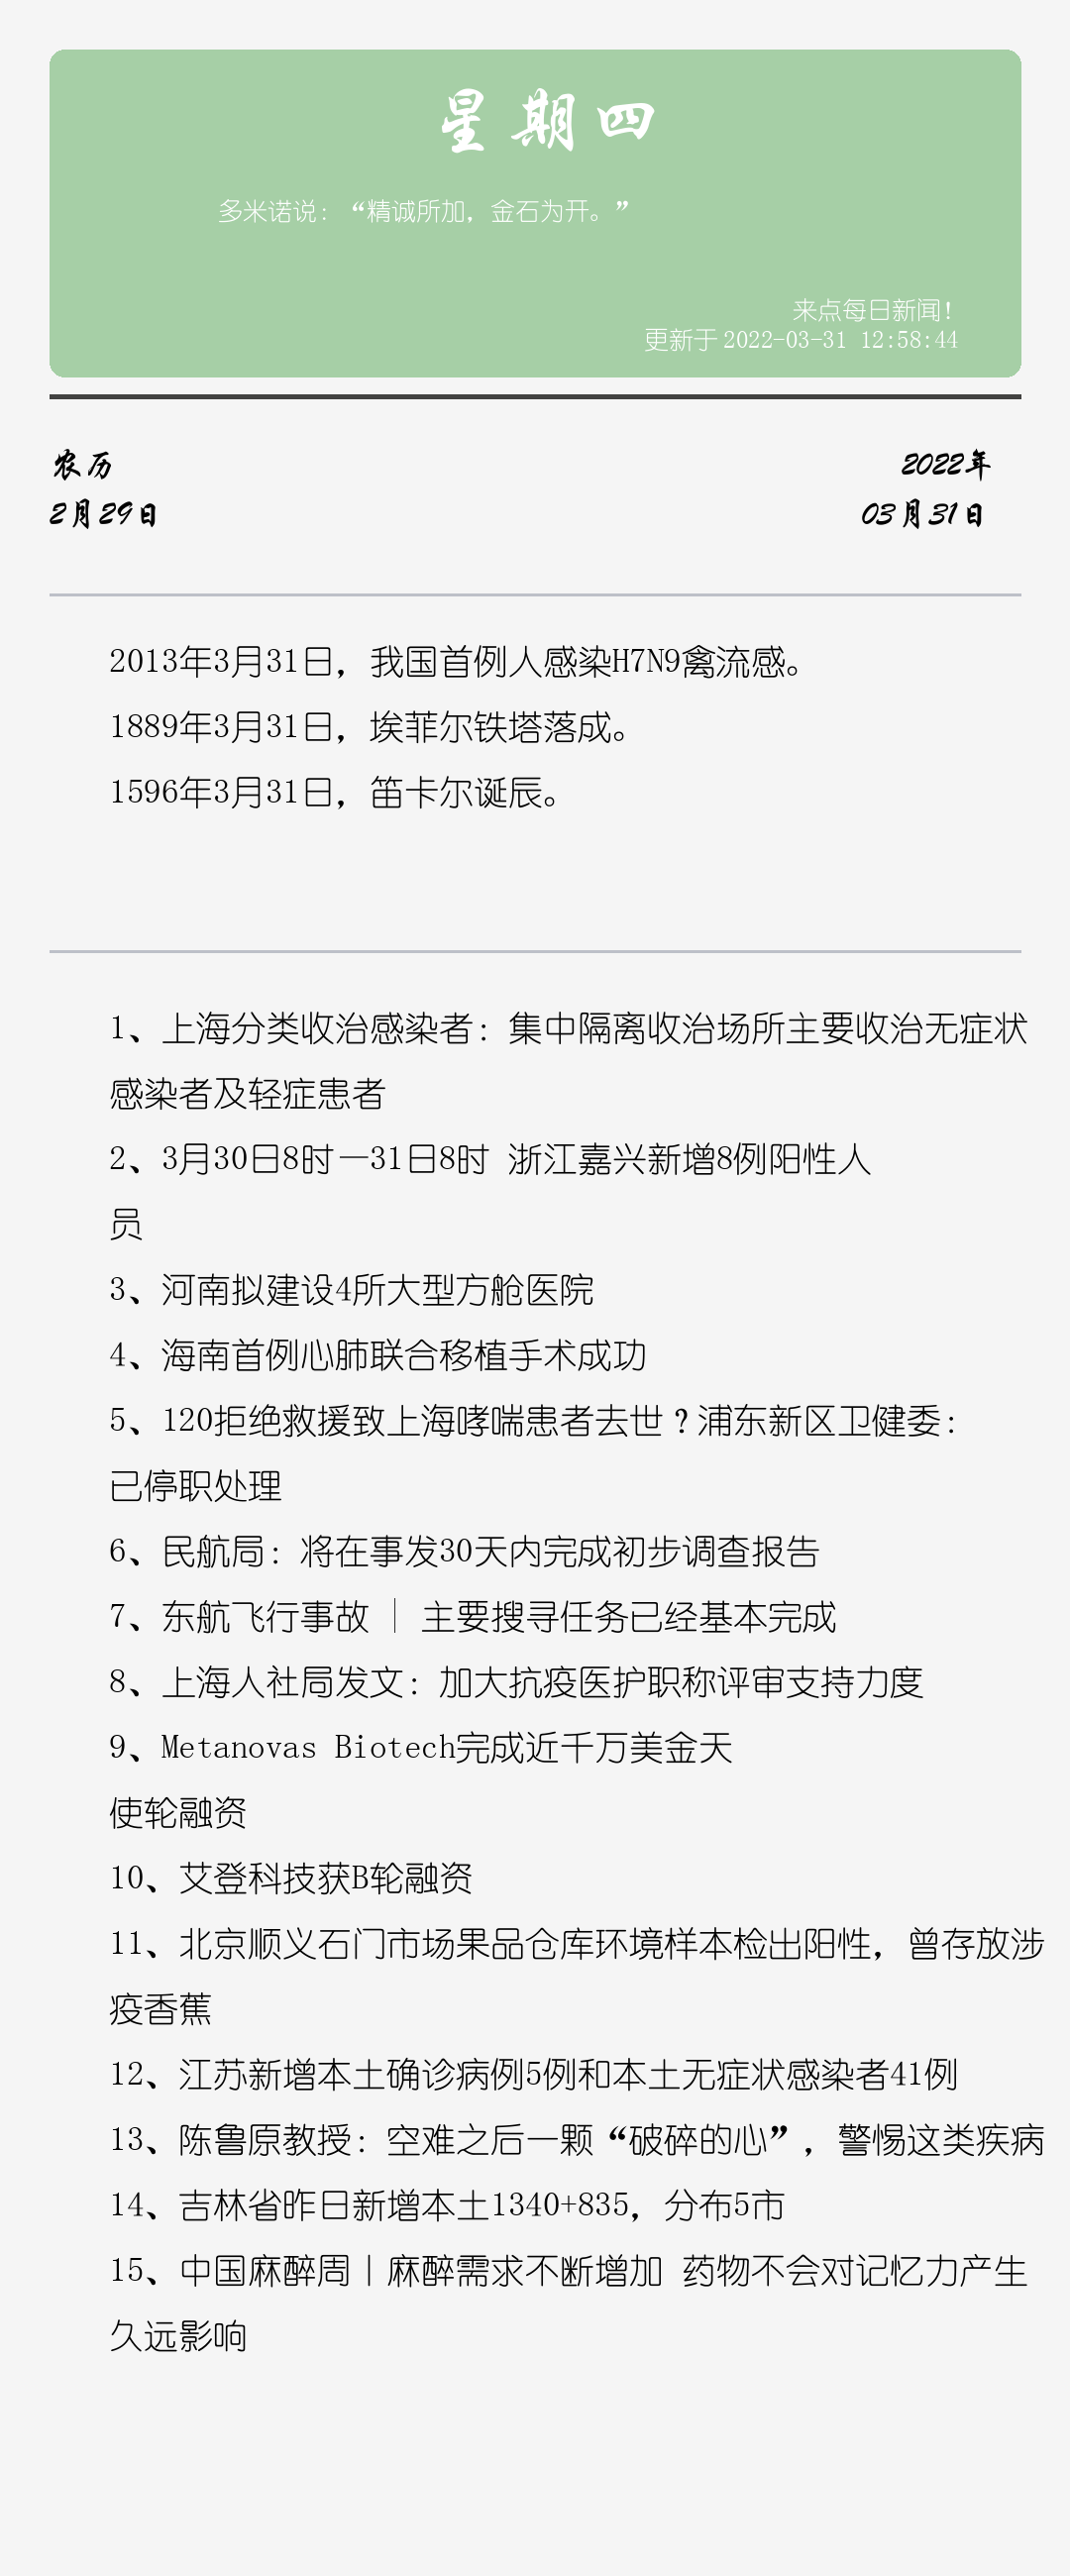 星期四
多米诺说：“精诚所加，金石为开。”
来点每日新闻！
更新于 2022-03-31 12:58:44
农历
2月29日
2022年
03月31日
2013年3月31日，我国首例人感染H7N9禽流感。
1889年3月31日，埃菲尔铁塔落成。
1596年3月31日，笛卡尔诞辰。
1、上海分类收治感染者：集中隔离收治场所主要收治无症状
感染者及轻症患者
2、3月30日8时—31日8时 浙江嘉兴新增8例阳性人
员
3、河南拟建设4所大型方舱医院
4、海南首例心肺联合移植手术成功
5、120拒绝救援致上海哮喘患者去世？浦东新区卫健委：
已停职处理
6、民航局：将在事发30天内完成初步调查报告
7、东航飞行事故 | 主要搜寻任务已经基本完成
8、上海人社局发文：加大抗疫医护职称评审支持力度
9、Metanovas Biotech完成近千万美金天
使轮融资
10、艾登科技获B轮融资
11、北京顺义石门市场果品仓库环境样本检出阳性，曾存放涉
疫香蕉
12、江苏新增本土确诊病例5例和本土无症状感染者41例
13、陈鲁原教授：空难之后一颗“破碎的心”，警惕这类疾病
14、吉林省昨日新增本土1340+835，分布5市
15、中国麻醉周丨麻醉需求不断增加 药物不会对记忆力产生
久远影响